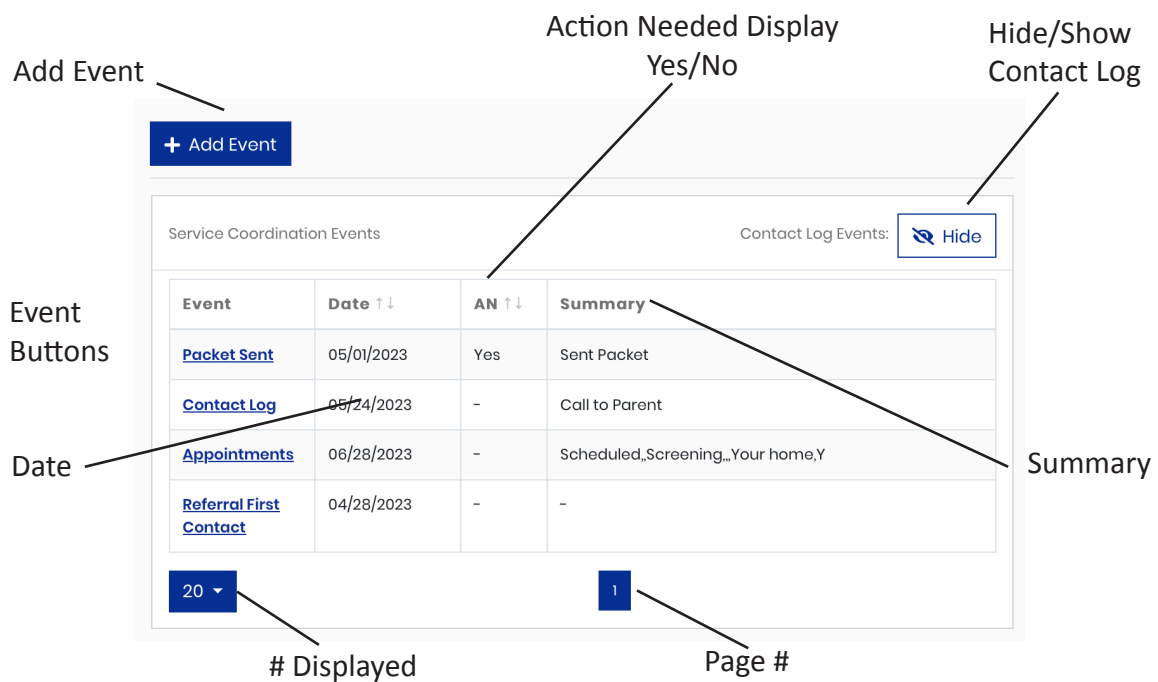 Action Needed Display
Yes/No
Hide/Show
Contact Log
Add Event
+ Add Event
Service Coordination Events
Contact Log Events:
Hide
Event
Buttons
Event Date ↑↓ AN ↑↓ Summary
Packet Sent 05/01/2023 Yes Sent Packet
Contact Log 05/24/2023 - Call to Parent
Appointments 06/28/2023 - Scheduled,,Screening,,,Your home,Y
Referral First
Contact 04/28/2023 - -
Date
Summary
20
1
# Displayed
Page #